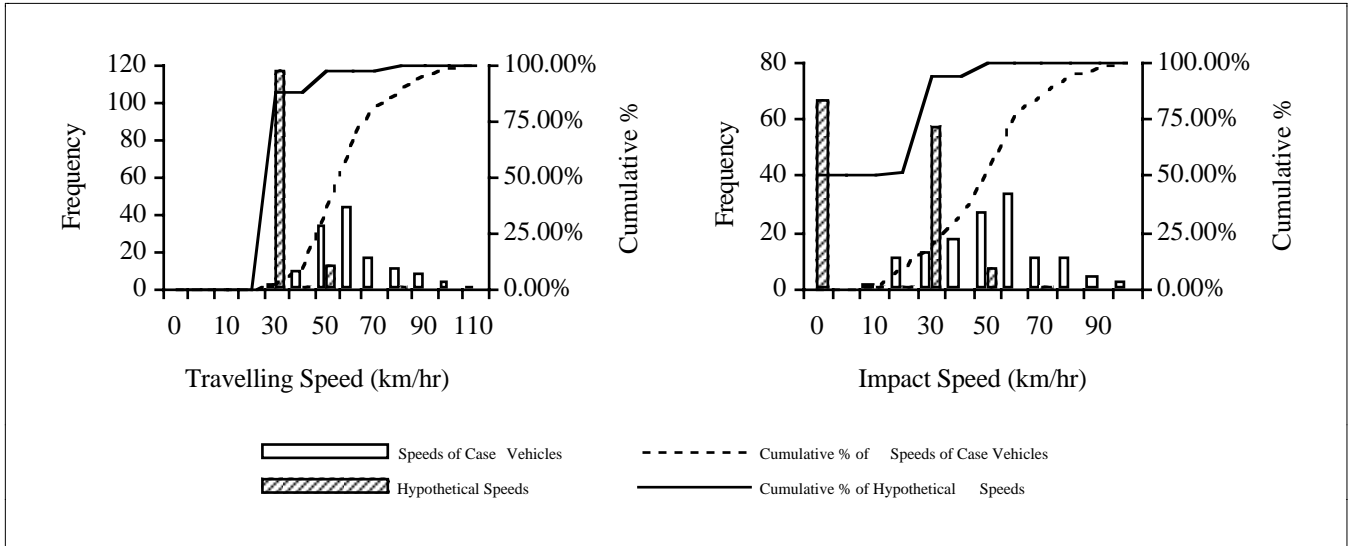 120
100
80
60
40
20
0
Frequency
100.00%
75.00%
50.00%
25.00%
0.00%
Cumulative %
0 10 30 50 70 90 110
Travelling Speed (km/hr)
80
60
40
20
0
Frequency
100.00%
75.00%
50.00%
25.00%
0.00%
Cumulative %
0 10 30 50 70 90
Impact Speed (km/hr)
Speeds of Case Vehicles
Cumulative % of Speeds of Case Vehicles
Hypothetical Speeds
Cumulative % of Hypothetical Speeds